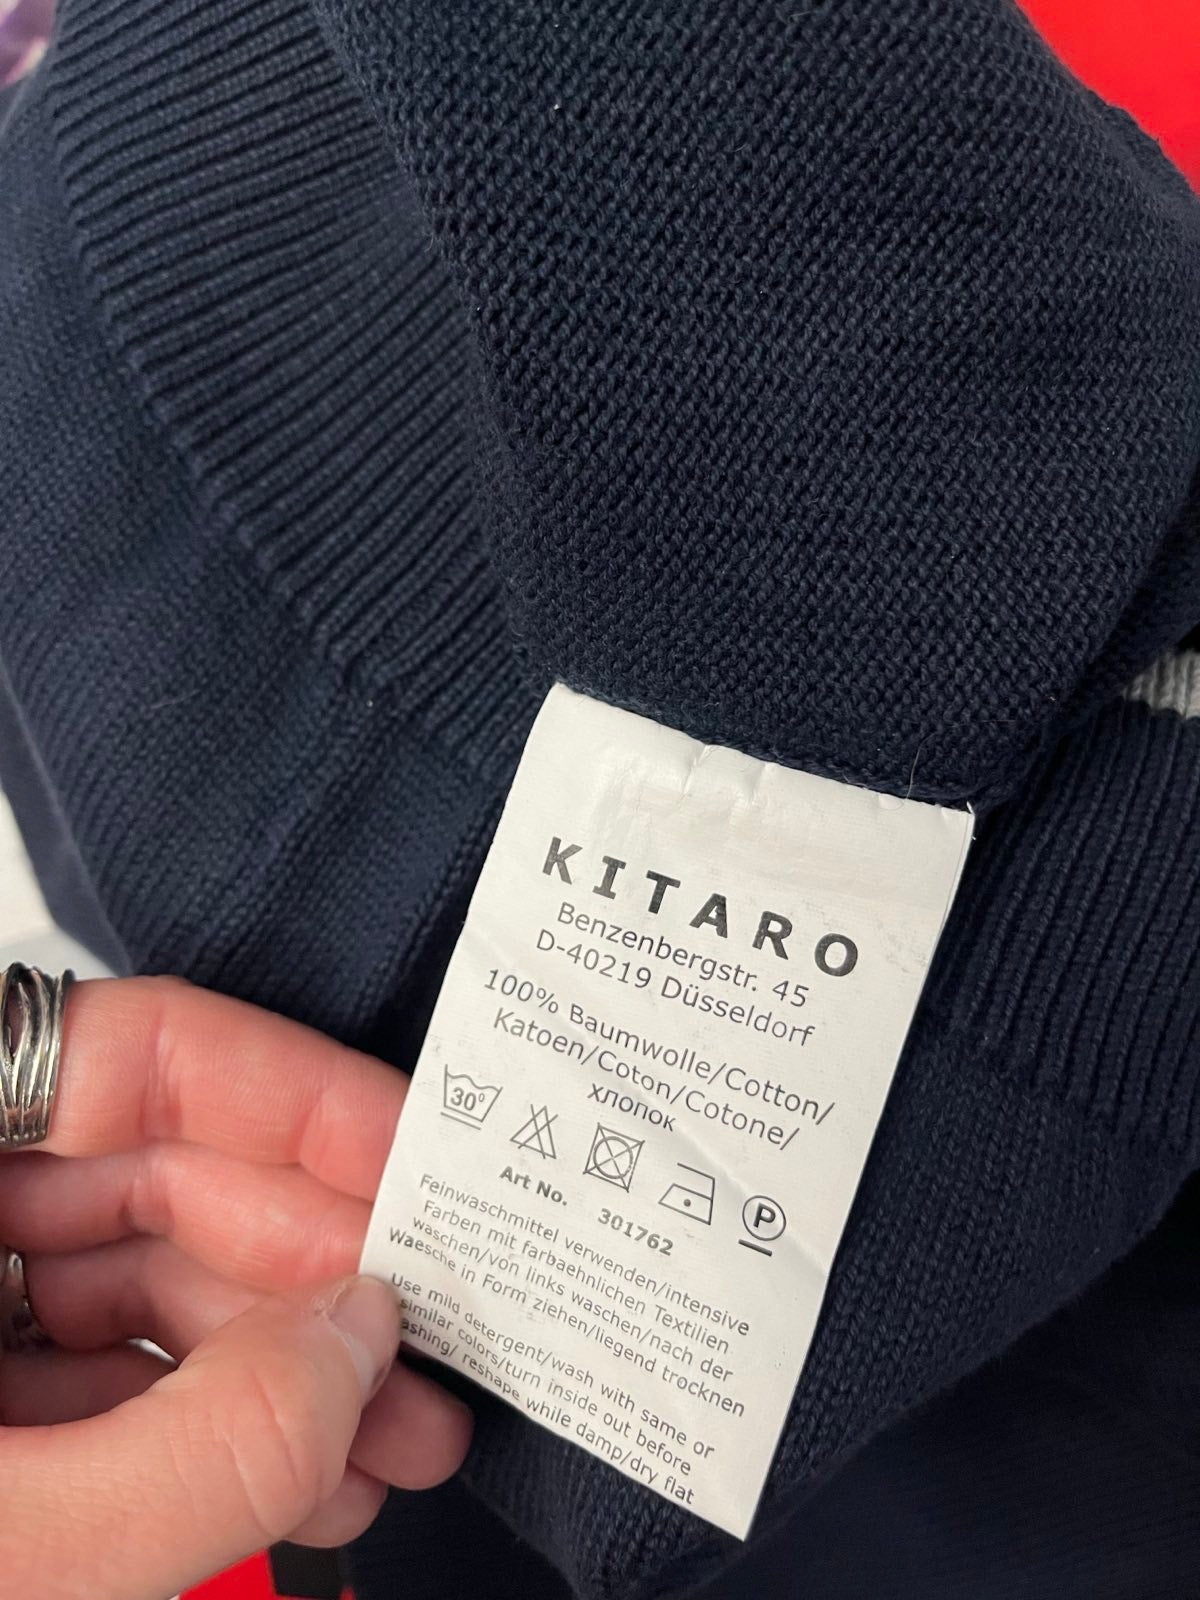 KITARO
Benzenbergstr. 45
D-40219 Düsseldorf
100% Baumwolle/Cotton/
Katoen/Coton/Cotone/
хлопок
30°
P
Art No. 301762
Feinwaschmittel verwenden/intensive
Farben mit farbaehnlichen Textilien
waschen/von links waschen/nach der
Waesche in Form ziehen/liegend trocknen
Use mild detergent/wash with same or
similar colors/turn inside out before
ashing/ reshape while damp/dry flat